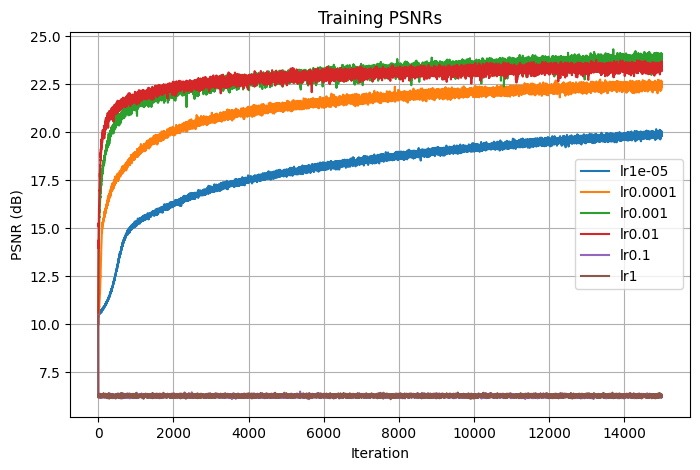 Training PSNRs
PSNR (dB)
25.0
22.5
20.0
17.5
15.0
12.5
10.0
7.5
lr1e-05
lr0.0001
lr0.001
lr0.01
lr0.1
lr1
0 2000 4000 6000 8000 10000 12000 14000
Iteration